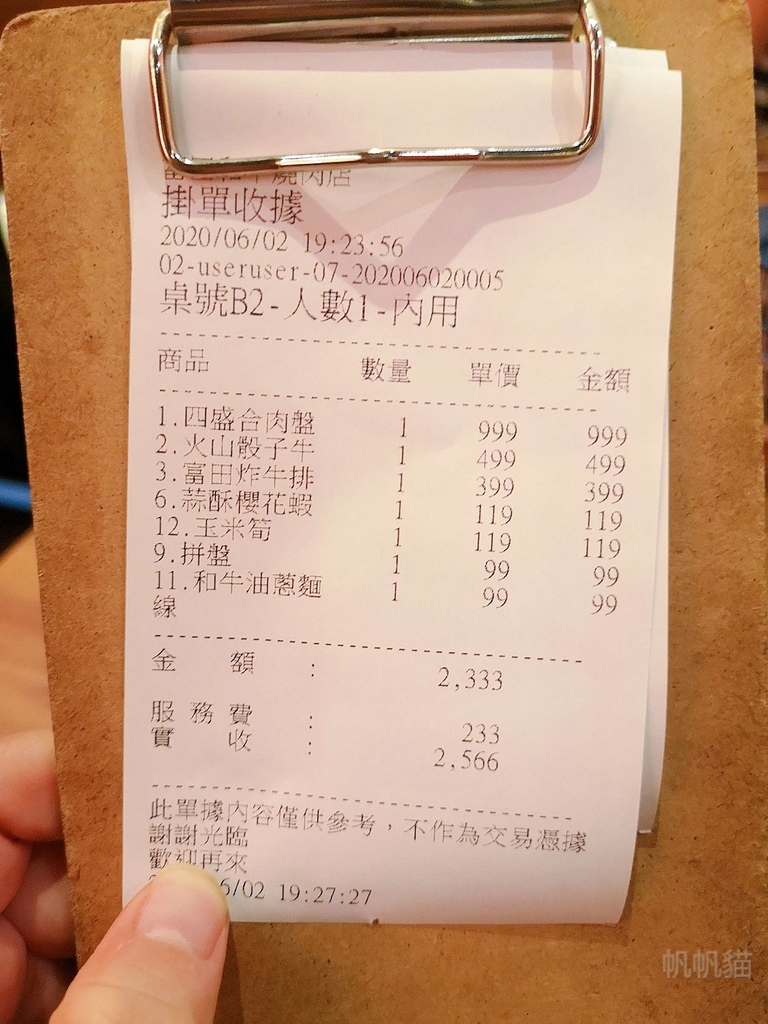 燒肉店
掛單收據
2020/06/02 19:23:56
02-useruser-07-202006020005
桌號B2-人數1-內用
商品 數量 單價 金額
1.四盛合肉盤 1 999 999
2.火山骰子牛 1 499 499
3.富田炸牛排 1 399 399
6.蒜酥櫻花蝦 1 119 119
12.玉米筍 1 119 119
9.拼盤 1 99 99
11.和牛油蔥麵 1 99 99
線
金額： 2,333
服務費： 233
實收： 2,566
此單據內容僅供參考，不作為交易憑據
謝謝光臨
歡迎再來
6/02 19:27:27
帆帆貓